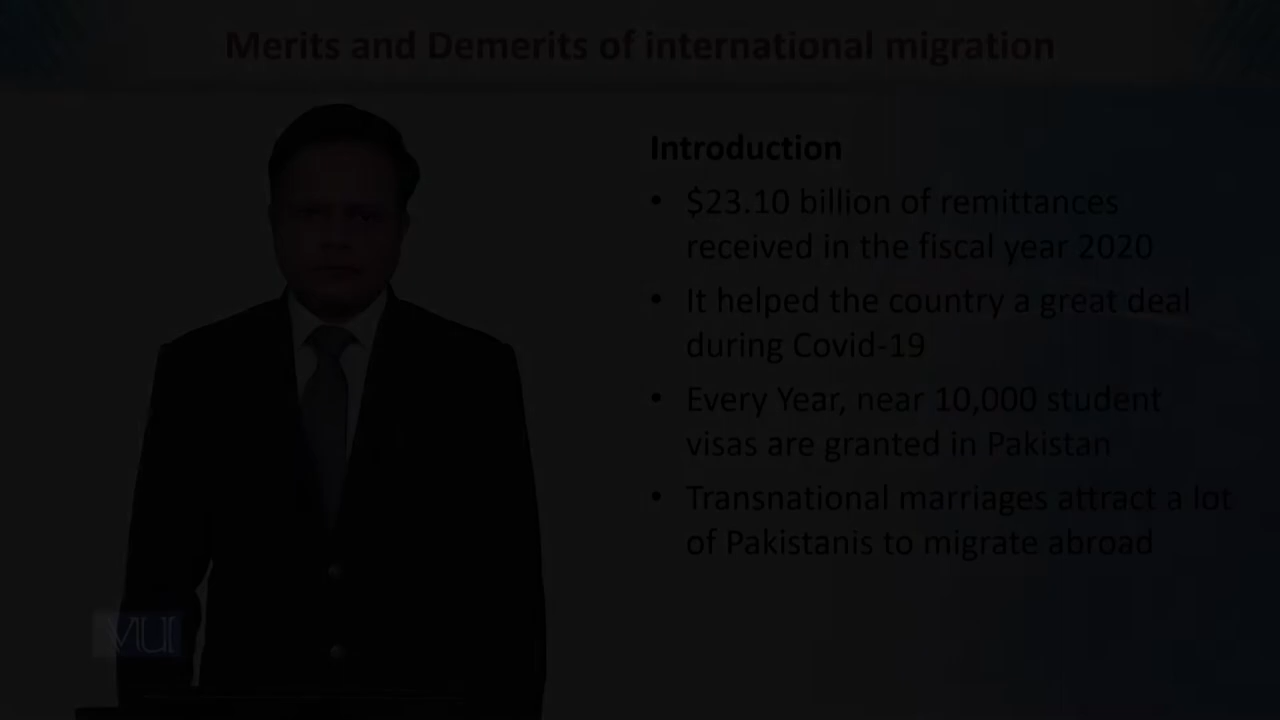 Merits and Demerits of international migration
Introduction
• $23.10 billion of remittances
received in the fiscal year 2020
• It helped the country a great deal
during Covid-19
• Every Year, near 10,000 student
visas are granted in Pakistan
• Transnational marriages attract a lot
of Pakistanis to migrate abroad
VU